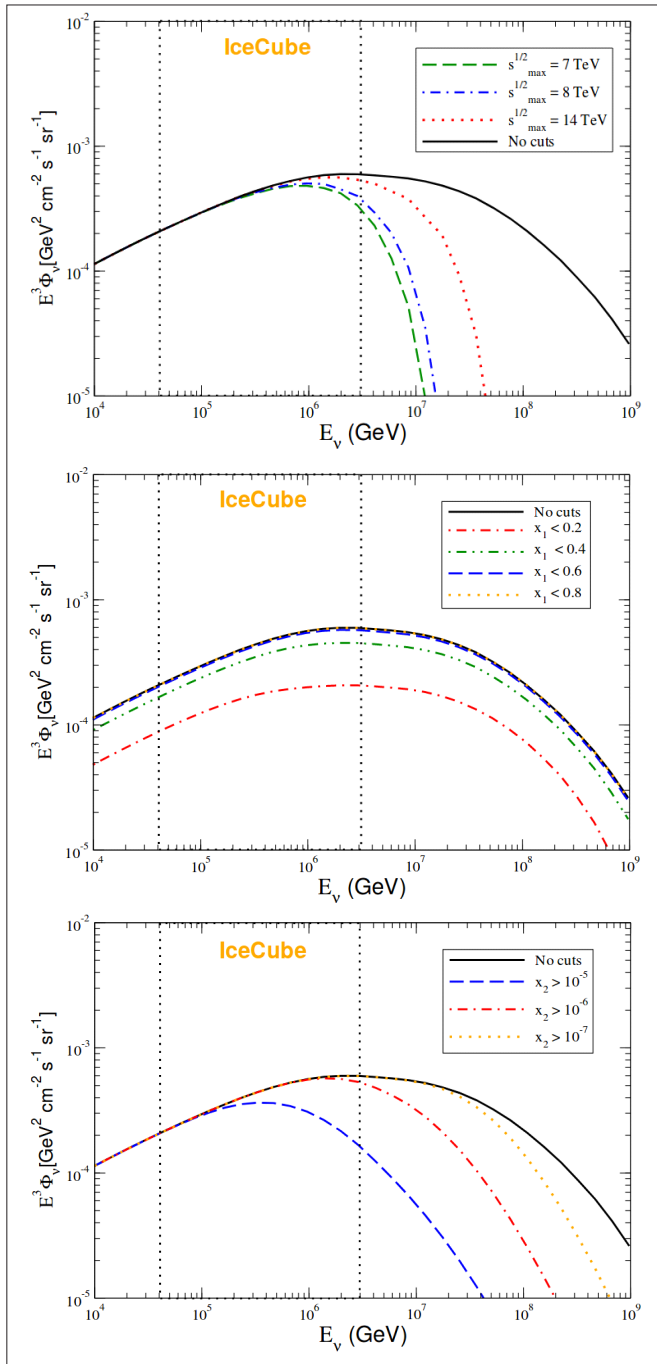 IceCube
s^1/2_max = 7 TeV
s^1/2_max = 8 TeV
s^1/2_max = 14 TeV
No cuts
10^-2
10^-3
10^-4
10^-5
E^3Φ_ν[GeV^2 cm^-2 s^-1 sr^-1]
10^4 10^5 10^6 10^7 10^8 10^9
E_ν (GeV)
IceCube
No cuts
x_1 < 0.2
x_1 < 0.4
x_1 < 0.6
x_1 < 0.8
10^-2
10^-3
10^-4
10^-5
E^3Φ_ν[GeV^2 cm^-2 s^-1 sr^-1]
10^4 10^5 10^6 10^7 10^8 10^9
E_ν (GeV)
IceCube
No cuts
x_2 > 10^-5
x_2 > 10^-6
x_2 > 10^-7
10^-2
10^-3
10^-4
10^-5
E^3Φ_ν[GeV^2 cm^-2 s^-1 sr^-1]
10^4 10^5 10^6 10^7 10^8 10^9
E_ν (GeV)